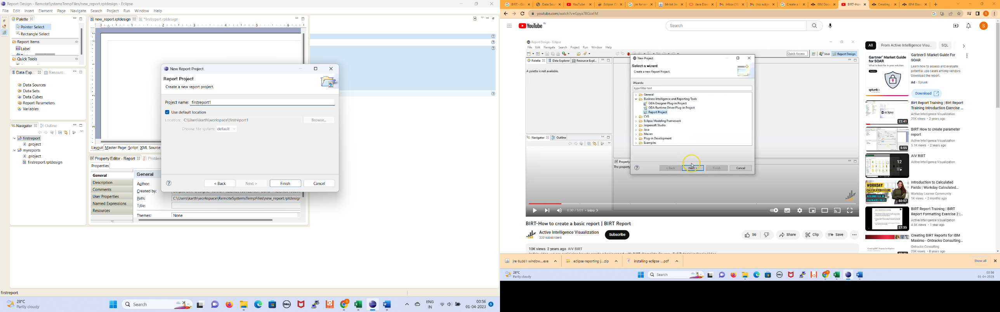 Report Design - RemoteSystemsTempFiles/new_report.rptdesign - Eclipse
File Edit Insert Element Page Navigate Search Project Run Window Help
Palette
Pointer Select
Rectangle Select
Report Items
Label
Quick Tools
Data Exp... Resourc...
Data Sources
Data Sets
Data Cubes
Report Parameters
Variables
Navigator Outline
firstreport
.project
myreports
.project
firstreport.rptdesign
new_report.rptdesign *firstreport.rptdesign
1 2 3 4 5 6
Layout Master Page Script XML Source
Property Editor - Report Problem
Properties
General
Description
Comments
User Properties
Named Expressions
Resources
General
Author:
Created by:
Path: C:\Users\karth\workspace\RemoteSystemsTempFiles\new_report.rptdesign
Title:
Themes: None
New Report Project
Report Project
Create a new report project.
Project name: firstreport1
Use default location
Location: C:\Users\karth\workspace\firstreport1 Browse...
Choose file system: default
< Back Next > Finish Cancel
firstreport
28°C
Partly cloudy
Search
ENG
IN
00:56
01-04-2023
6
BIRT - Go YouTube Eclipse ID jre for wi 64-bit Jav Java Dow Inbox (10 (no subje Create a IBM Docu BIRT-How Creating IBM Docu
youtube.com/watch?v=Gpya7RGcxFM
YouTube IN
Search
S
Report Design - Eclipse
File Edit Navigate Search Project Run Window Help
Quick Access Java Report Design
Palette Data Explorer Resource Expl...
A palette is not available.
Navigator Outline
Property
The property
New Project
Select a wizard
Create a new Report Project.
Wizards:
type filter text
General
Business Intelligence and Reporting Tools
ODA Designer Plug-in Project
ODA Runtime Driver Plug-in Project
Report Project
CVS
Eclipse Modeling Framework
Jaspersoft Studio
Java
Maven
Plug-in Development
Examples
< Back Next > Finish Cancel
0:30 / 5:01 • Intro
BIRT-How to create a basic report | BIRT Report
Active Intelligence Visualization
330 subscribers
Subscribe
56 Share Clip Save
10K views 2 years ago AIV BIRT
All From Active Intelligence Visu... SQL
Gartner® Market Guide
for SOAR
What to look for in your solution.
splunk>
Gartner® Market Guide For
SOAR
Learn how to assess and evaluate
potential use cases among vendors.
Download the report.
Ad · Splunk
Download
Birt Report Training | Birt Report
Training Introduction Exercise ...
Active Intelligence Visualization
21K views • 2 years ago
eclipse
22:41
BIRT How to create parameter
report
Active Intelligence Visualization
5.1K views • 2 years ago
5:55
AIV BIRT
Active Intelligence Visualization
12
Introduction to Calculated
Fields | Workday Calculated...
Workday Learner Community
1K views • 2 months ago
WORKDAY
CALCULATED FIELDS
INTRODUCTION TO
CALCULATED FIELDS
50:57
BIRT Report Training | BIRT
Report Formatting Exercise 2 |...
Active Intelligence Visualization
4.5K views • 1 year ago
27:35
Creating BIRT Reports for IBM
Maximo - Ontracks Consulting...
Ontracks Consulting
23K views • 8 years ago
jre-8u361-window....exe eclipse-reporting-j....zip installing-eclipse-....pdf Show all
28°C
Partly cloudy
Search
00:56
01-04-2023